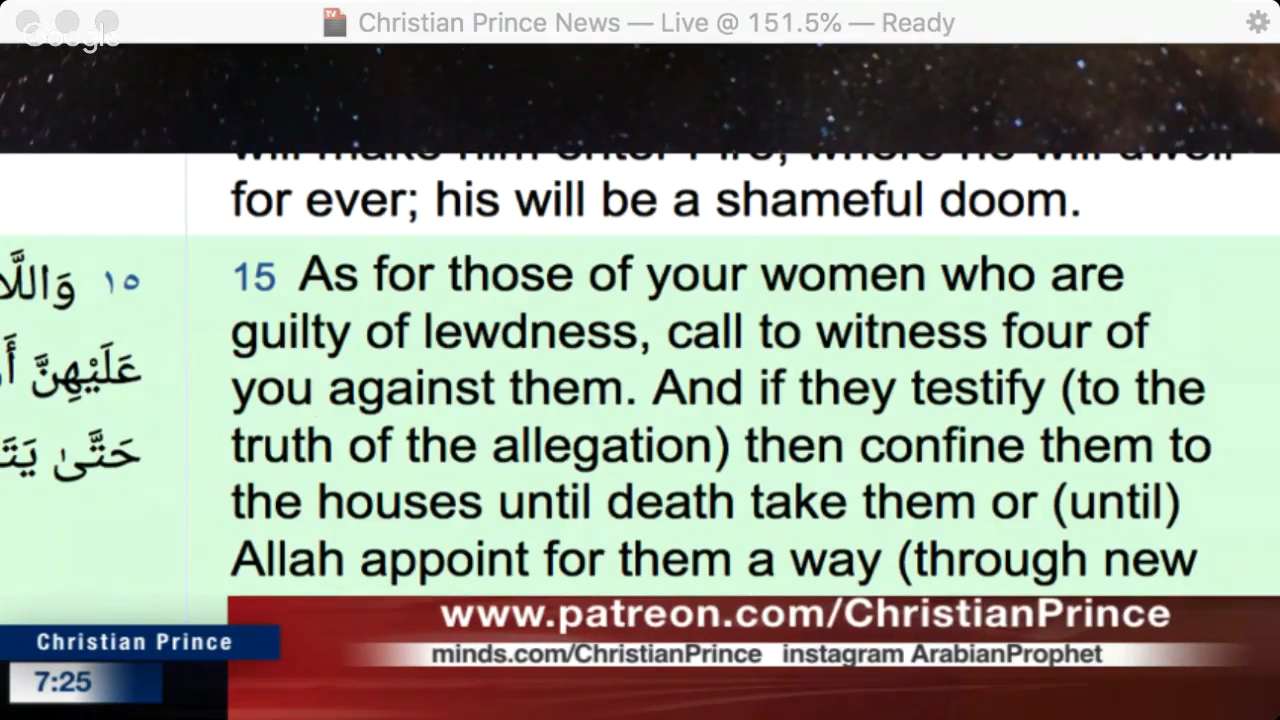 Christian Prince News — Live @ 151.5% — Ready
Google
for ever; his will be a shameful doom.
15 As for those of your women who are
guilty of lewdness, call to witness four of
you against them. And if they testify (to the
truth of the allegation) then confine them to
the houses until death take them or (until)
Allah appoint for them a way (through new
١٥ وَاللَّا
عَلَيْهِنَّ أَ
حَتَّىٰ يَتَ
www.patreon.com/ChristianPrince
Christian Prince
minds.com/ChristianPrince instagram ArabianProphet
7:25